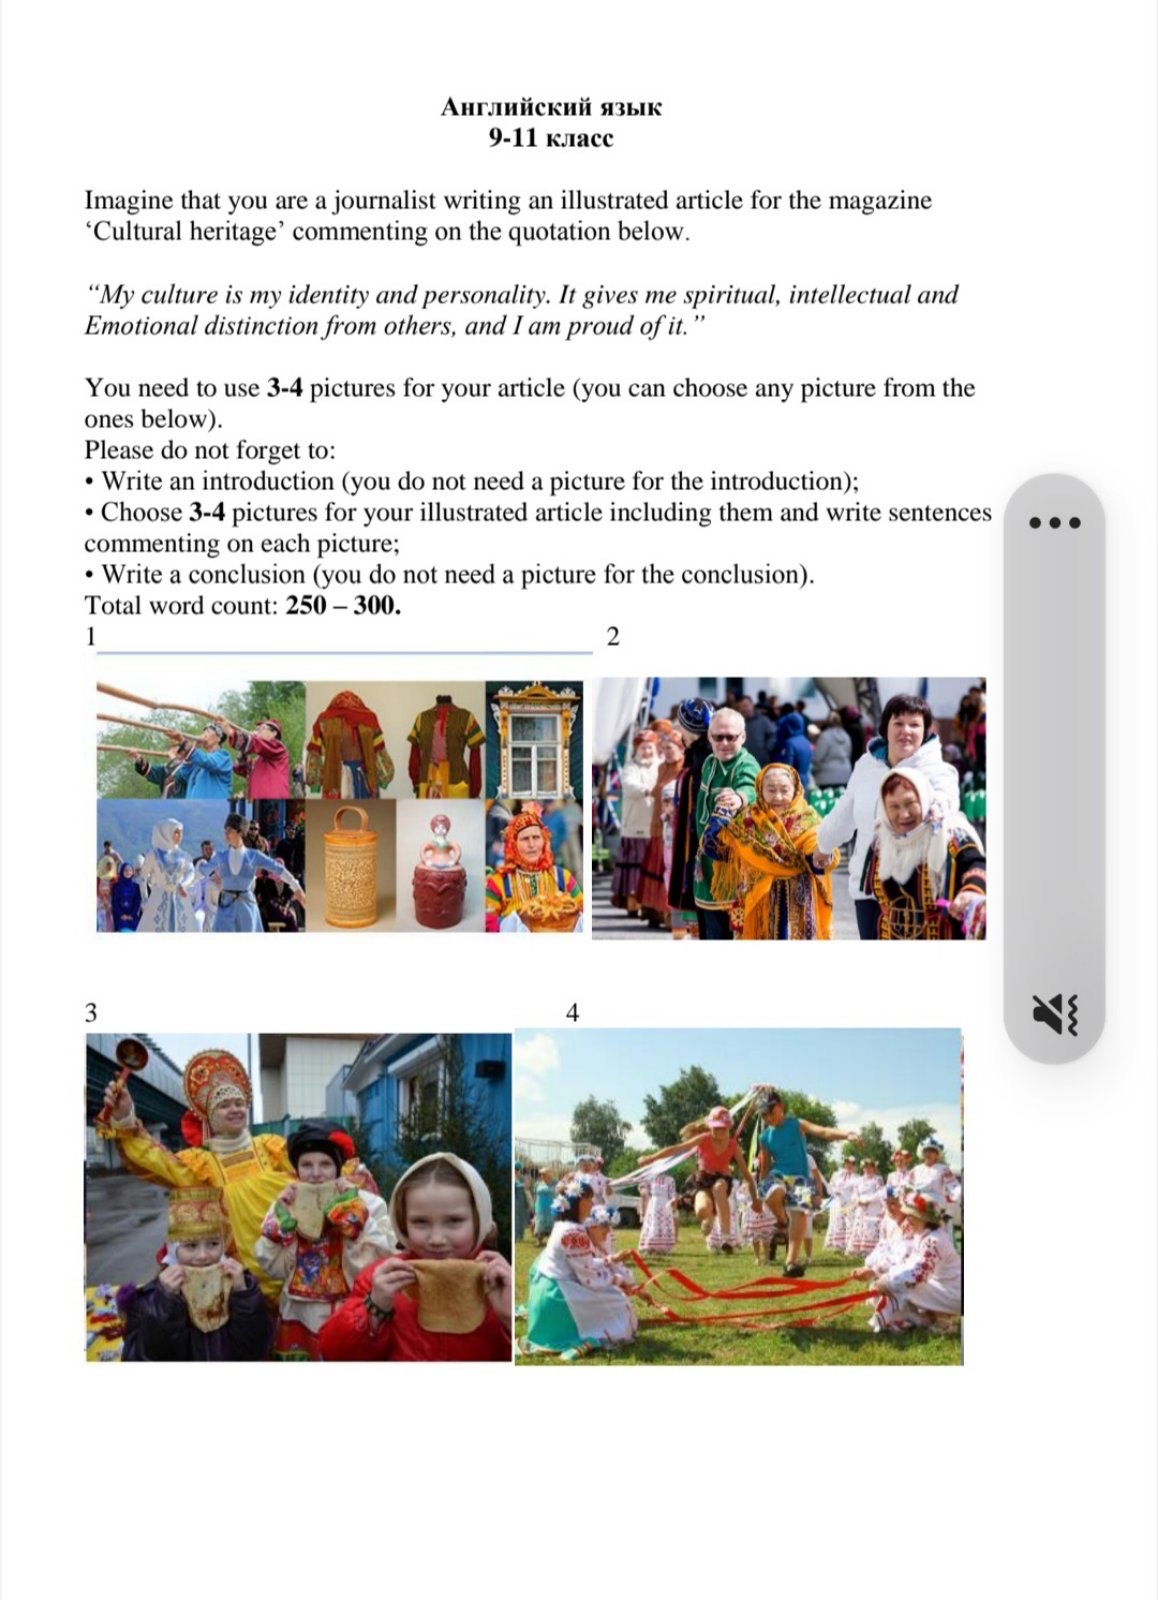 Английский язык
9-11 класс
Imagine that you are a journalist writing an illustrated article for the magazine
‘Cultural heritage’ commenting on the quotation below.
“My culture is my identity and personality. It gives me spiritual, intellectual and
Emotional distinction from others, and I am proud of it.”
You need to use 3-4 pictures for your article (you can choose any picture from the
ones below).
Please do not forget to:
• Write an introduction (you do not need a picture for the introduction);
• Choose 3-4 pictures for your illustrated article including them and write sentences
commenting on each picture;
• Write a conclusion (you do not need a picture for the conclusion).
Total word count: 250 – 300.
1 2
3 4